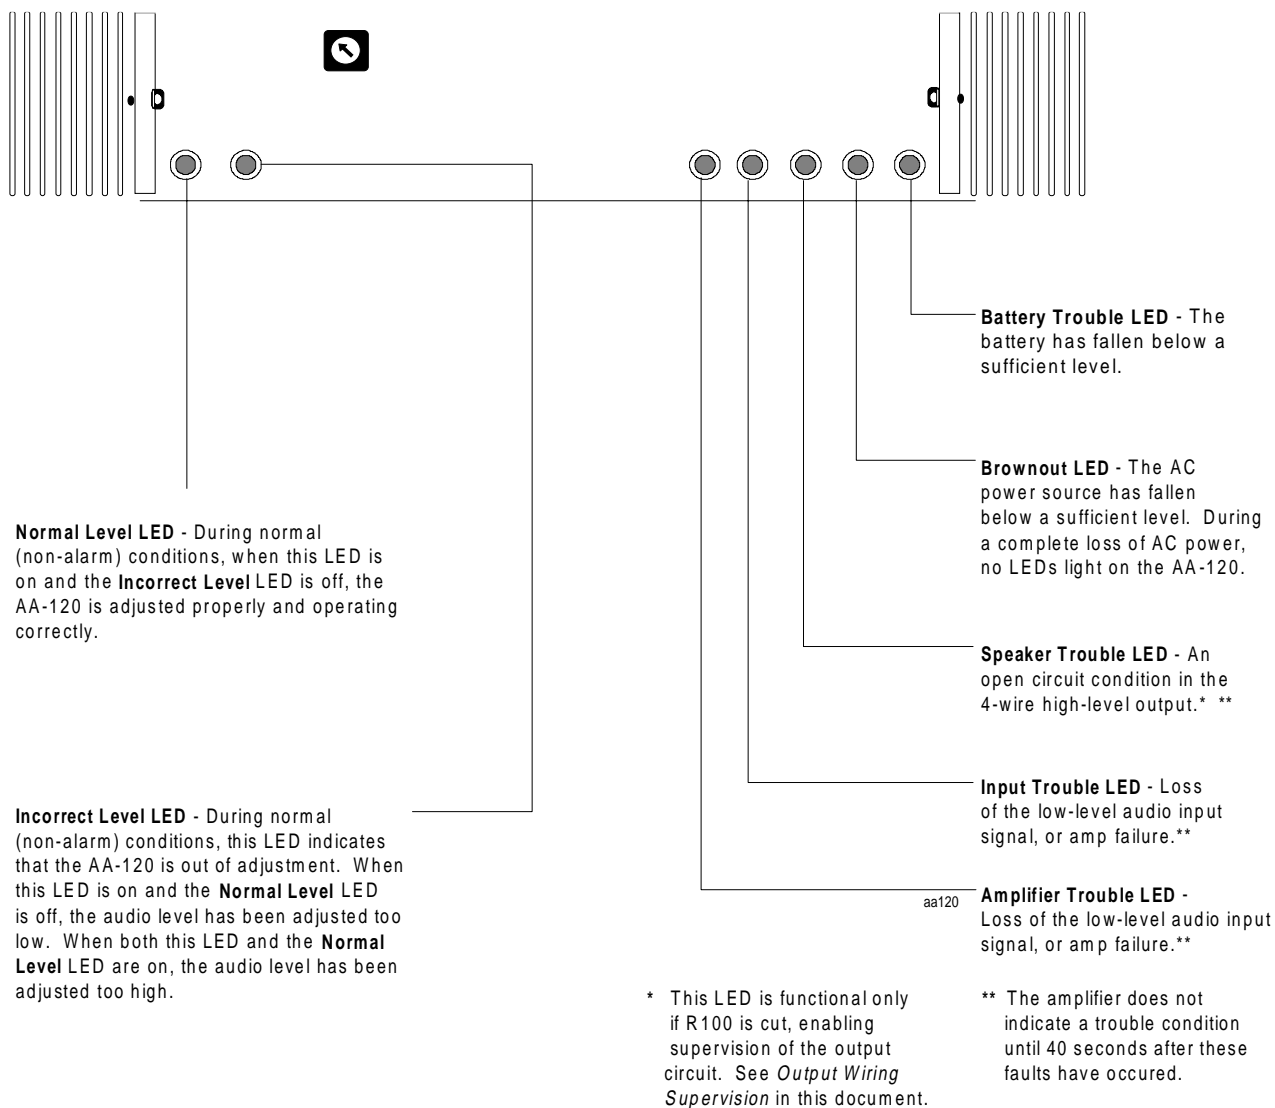 Battery Trouble LED - The
battery has fallen below a
sufficient level.
Brownout LED - The AC
power source has fallen
below a sufficient level. During
a complete loss of AC power,
no LEDs light on the AA-120.
Normal Level LED - During normal
(non-alarm) conditions, when this LED is
on and the Incorrect Level LED is off, the
AA-120 is adjusted properly and operating
correctly.
Speaker Trouble LED - An
open circuit condition in the
4-wire high-level output.* **
Input Trouble LED - Loss
of the low-level audio input
signal, or amp failure.**
Incorrect Level LED - During normal
(non-alarm) conditions, this LED indicates
that the AA-120 is out of adjustment. When
this LED is on and the Normal Level LED
is off, the audio level has been adjusted too
low. When both this LED and the Normal
Level LED are on, the audio level has been
adjusted too high.
aa120
Amplifier Trouble LED -
Loss of the low-level audio input
signal, or amp failure.**
* This LED is functional only
if R100 is cut, enabling
supervision of the output
circuit. See Output Wiring
Supervision in this document.
** The amplifier does not
indicate a trouble condition
until 40 seconds after these
faults have occured.